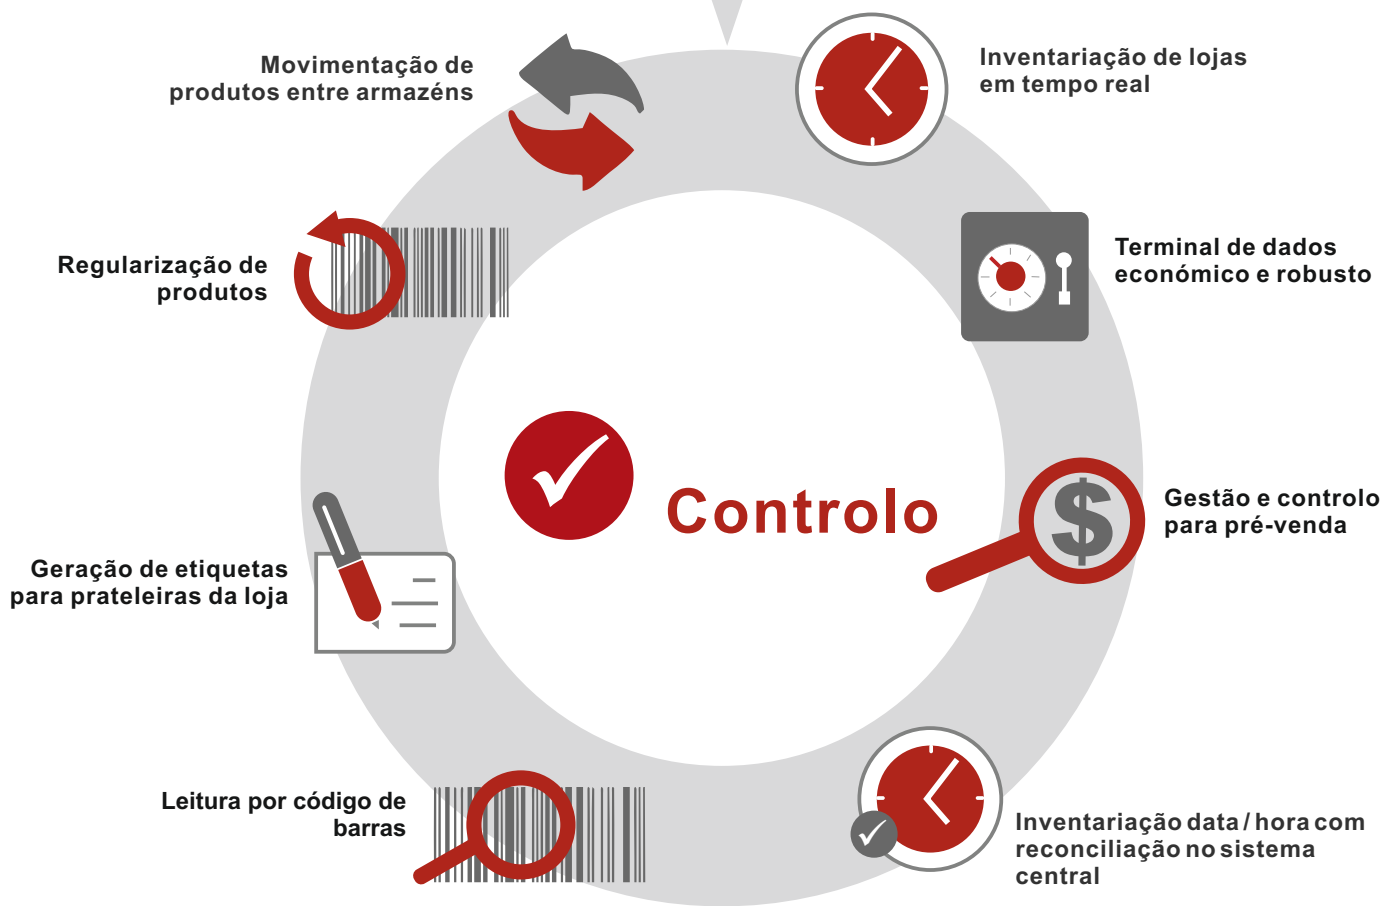 Movimentação de
produtos entre armazéns
Inventariação de lojas
em tempo real
Regularização de
produtos
Terminal de dados
económico e robusto
Controlo
$
Gestão e controlo
para pré-venda
Geração de etiquetas
para prateleiras da loja
Leitura por código de
barras
Inventariação data / hora com
reconciliação no sistema
central